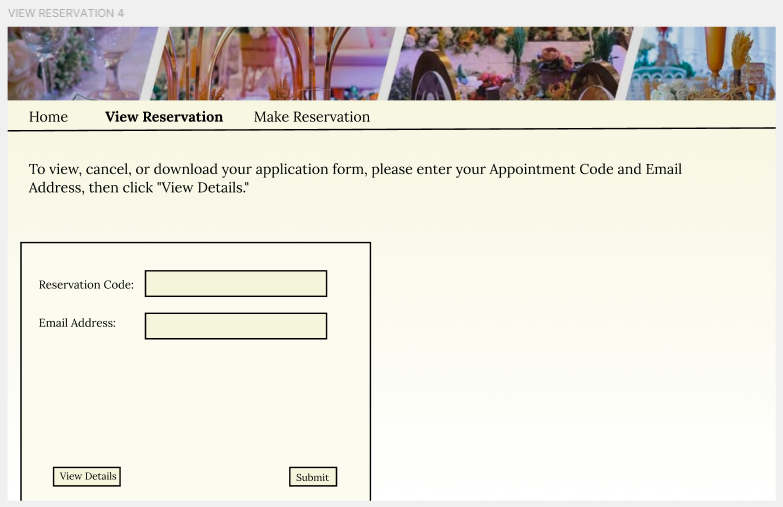 VIEW RESERVATION 4
Home View Reservation Make Reservation
To view, cancel, or download your application form, please enter your Appointment Code and Email
Address, then click "View Details."
Reservation Code:
Email Address:
View Details Submit